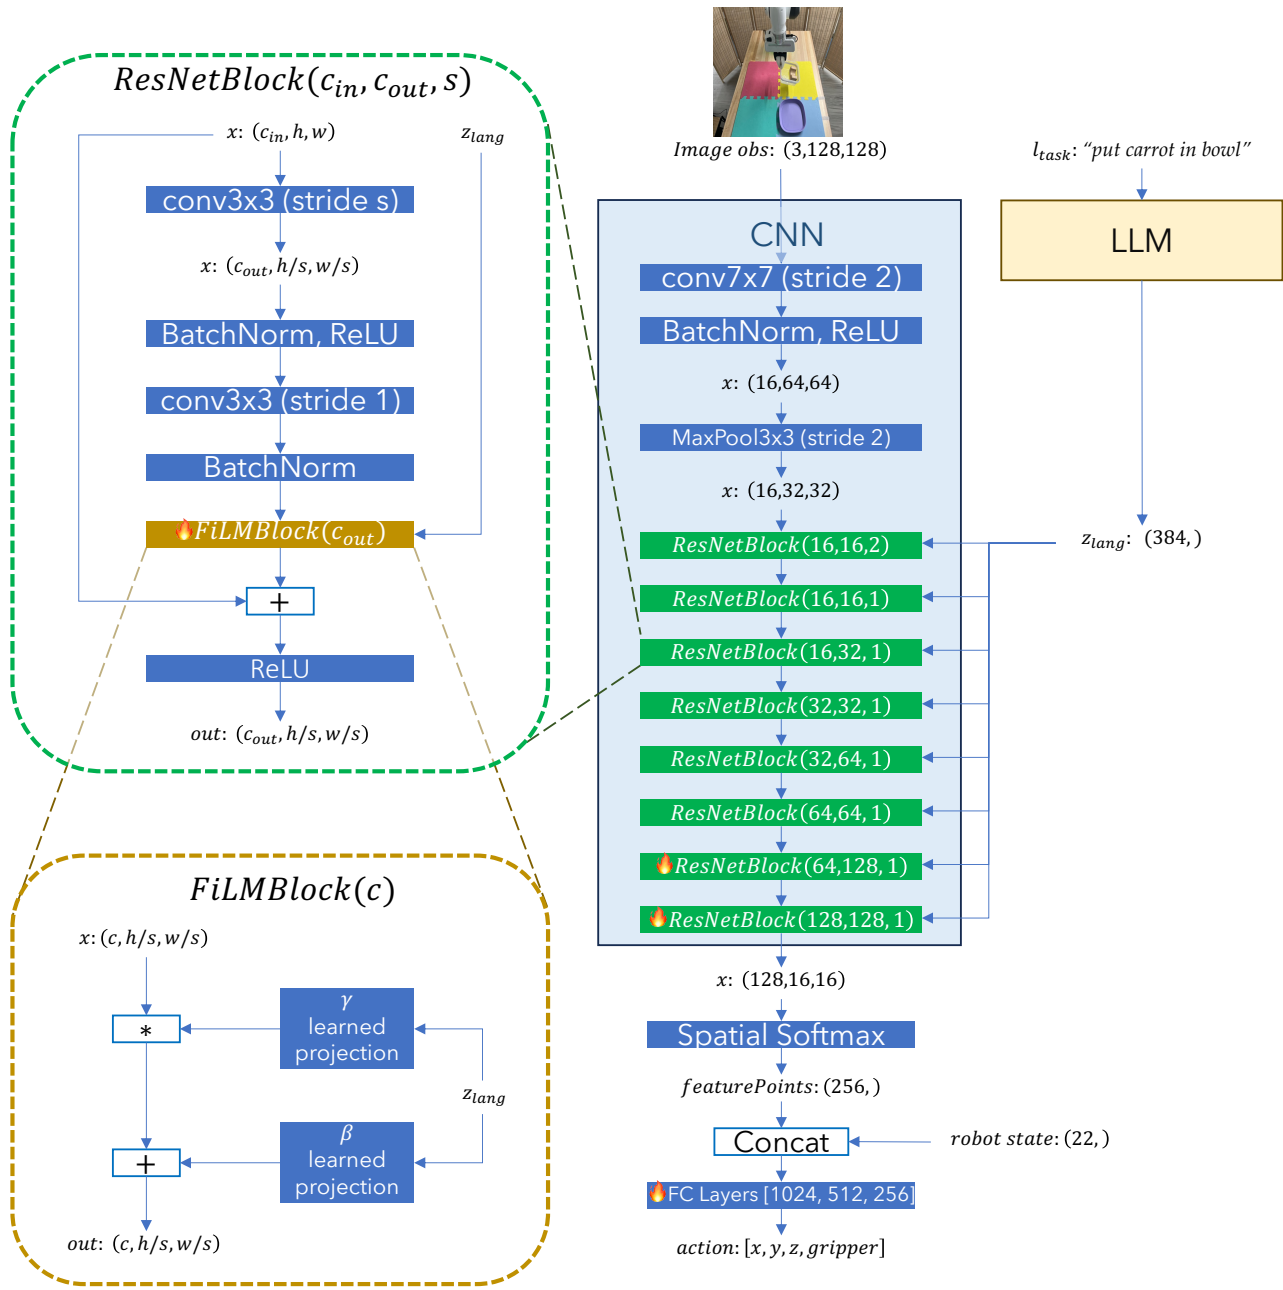 ResNetBlock(c_in, c_out, s)
x: (c_in, h, w)
z_lang
conv3x3 (stride s)
x: (c_out, h/s, w/s)
BatchNorm, ReLU
conv3x3 (stride 1)
BatchNorm
🔥FiLMBlock(c_out)
+
ReLU
out: (c_out, h/s, w/s)
FiLMBlock(c)
x: (c, h/s, w/s)
γ
learned
projection
*
z_lang
β
learned
projection
+
out: (c, h/s, w/s)
Image obs: (3,128,128)
CNN
conv7x7 (stride 2)
BatchNorm, ReLU
x: (16,64,64)
MaxPool3x3 (stride 2)
x: (16,32,32)
ResNetBlock(16,16,2)
ResNetBlock(16,16,1)
ResNetBlock(16,32, 1)
ResNetBlock(32,32, 1)
ResNetBlock(32,64, 1)
ResNetBlock(64,64, 1)
🔥ResNetBlock(64,128, 1)
🔥ResNetBlock(128,128, 1)
x: (128,16,16)
Spatial Softmax
featurePoints: (256, )
Concat
robot state: (22, )
🔥FC Layers [1024, 512, 256]
action: [x, y, z, gripper]
l_task: “put carrot in bowl”
LLM
z_lang: (384, )